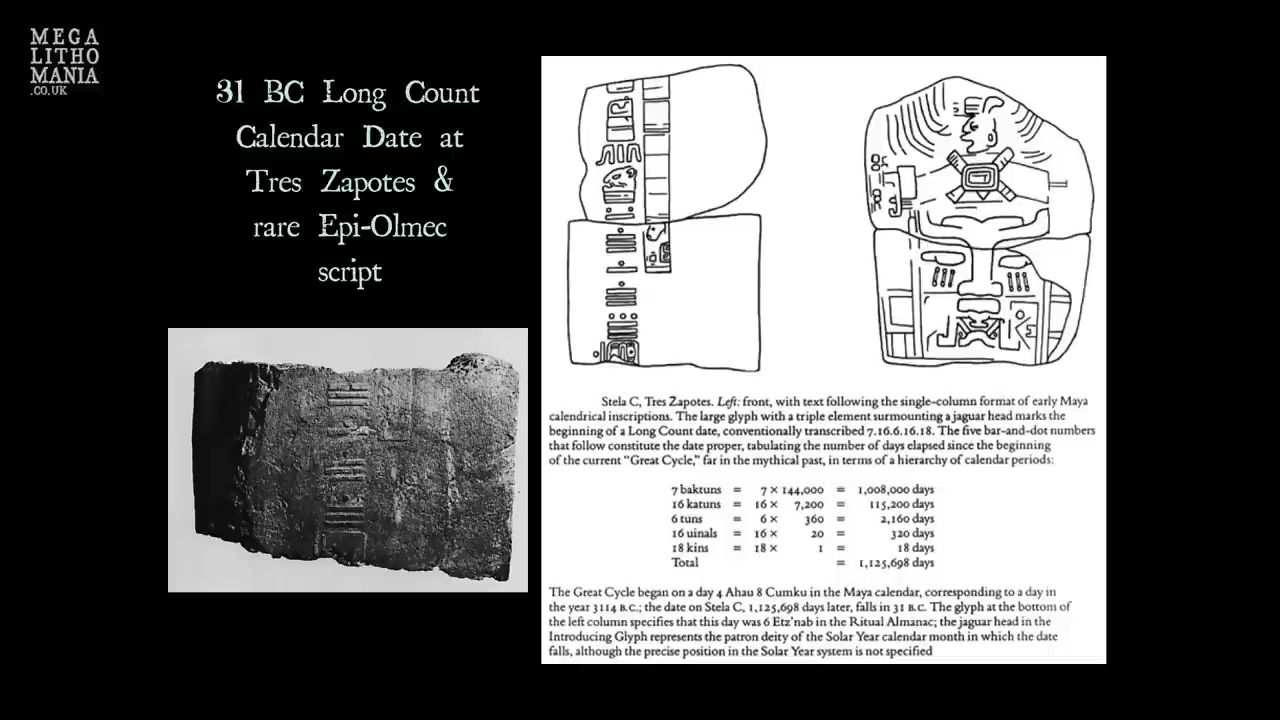 MEGA
LITHO
MANIA
.CO.UK
31 BC Long Count
Calendar Date at
Tres Zapotes &
rare Epi-Olmec
script
Stela C, Tres Zapotes. Left: front, with text following the single-column format of early Maya
calendrical inscriptions. The large glyph with a triple element surmounting a jaguar head marks the
beginning of a Long Count date, conventionally transcribed 7.16.6.16.18. The five bar-and-dot numbers
that follow constitute the date proper, tabulating the number of days elapsed since the beginning
of the current "Great Cycle," far in the mythical past, in terms of a hierarchy of calendar periods:
7 baktuns = 7 × 144,000 = 1,008,000 days
16 katuns = 16 × 7,200 = 115,200 days
6 tuns = 6 × 360 = 2,160 days
16 uinals = 16 × 20 = 320 days
18 kins = 18 × 1 = 18 days
Total = 1,125,698 days
The Great Cycle began on a day 4 Ahau 8 Cumku in the Maya calendar, corresponding to a day in
the year 3114 B.C.; the date on Stela C, 1,125,698 days later, falls in 31 B.C. The glyph at the bottom of
the left column specifies that this day was 6 Etz'nab in the Ritual Almanac; the jaguar head in the
Introducing Glyph represents the patron deity of the Solar Year calendar month in which the date
falls, although the precise position in the Solar Year system is not specified